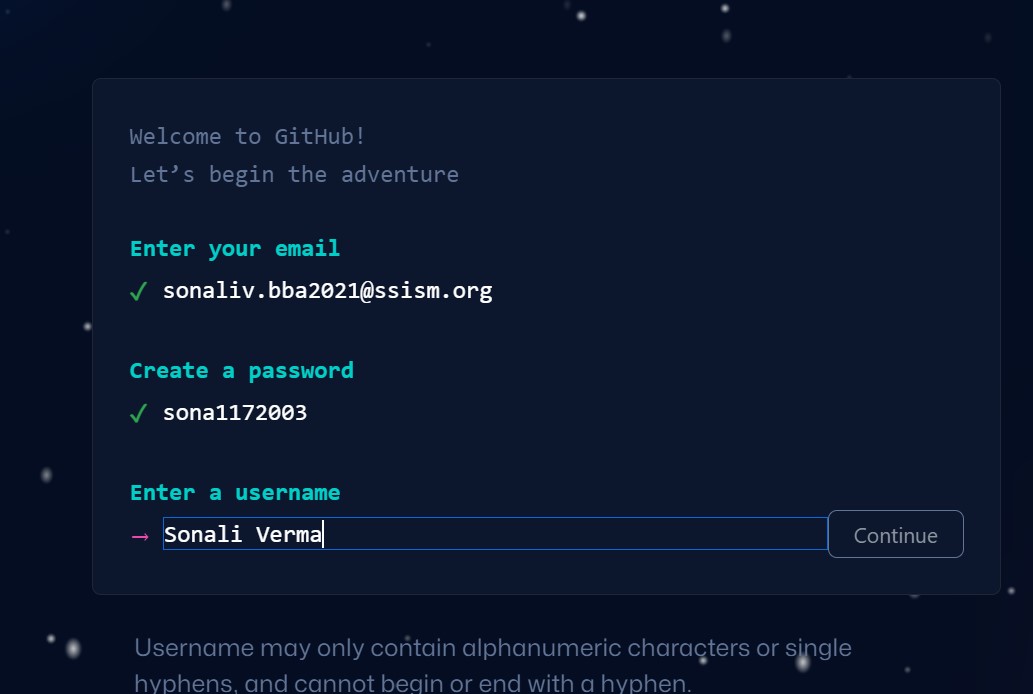 Welcome to GitHub!
Let’s begin the adventure
Enter your email
✓ sonaliv.bba2021@ssism.org
Create a password
✓ sona1172003
Enter a username
→ Sonali Verma
Continue
Username may only contain alphanumeric characters or single
hyphens, and cannot begin or end with a hyphen.